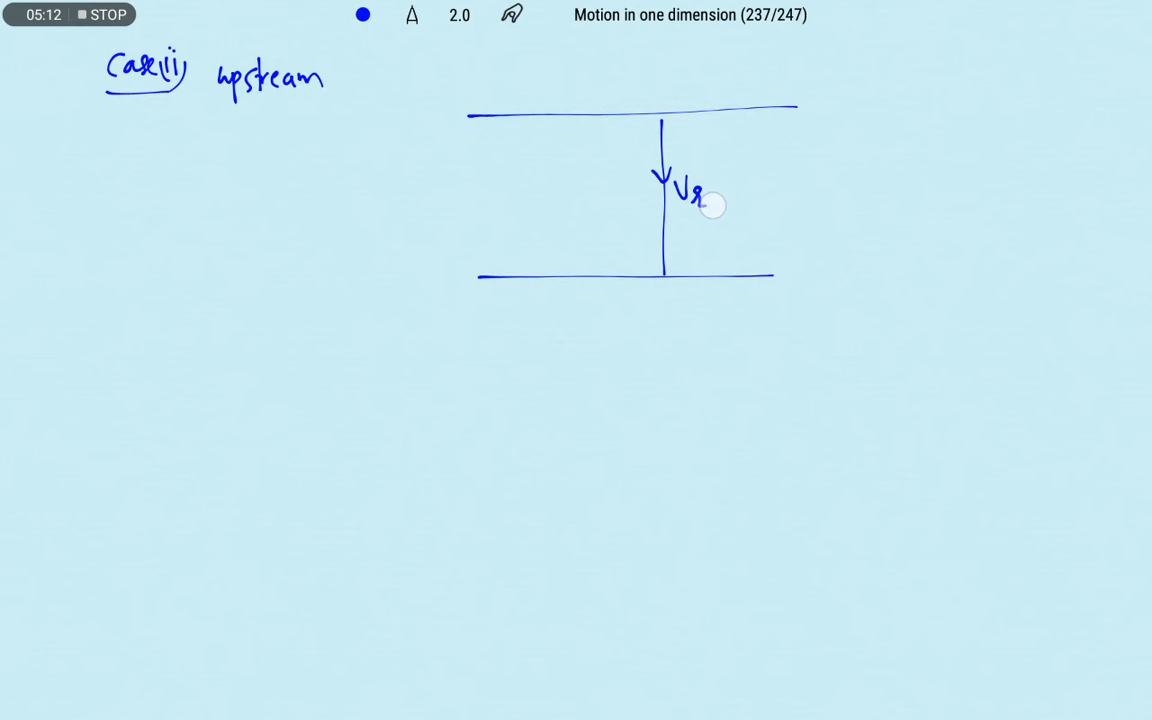 05:12 STOP 2.0 Motion in one dimension (237/247)
Case(ii) upstream
Vr